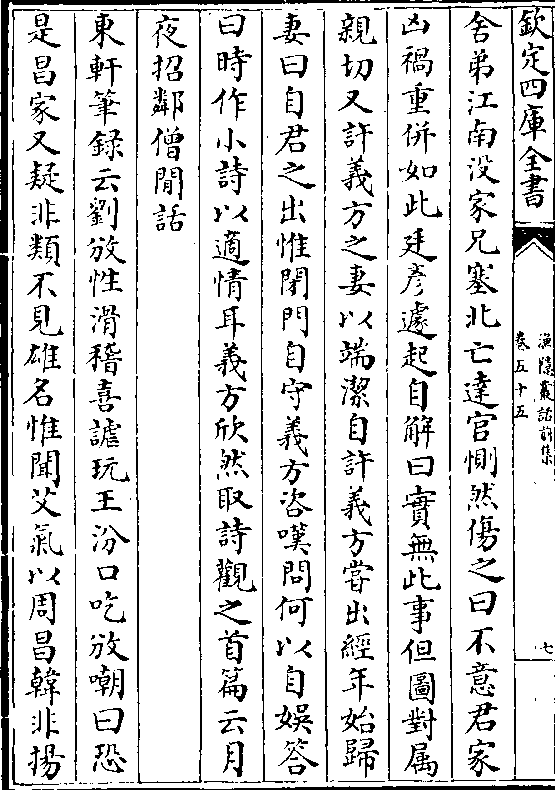 欽定四庫全書
漁隱叢話前集
卷五十五
七
舍弟江南没家兄塞北亡達官惻然傷之曰不意君家
凶禍重併如此廷彦遽起自解曰實無此事但圖對属
親切又許義方之妻以端潔自許義方嘗出經年始歸
妻曰自君之出惟閉門自守義方咨嘆問何以自娱答
曰時作小詩以適情耳義方欣然取詩觀之首篇云月
夜招鄰僧閒話
東軒筆録云劉攽性滑稽喜謔玩王汾口吃攽嘲曰恐
是昌家又疑非類不見雄名惟聞艾氣以周昌韓非揚